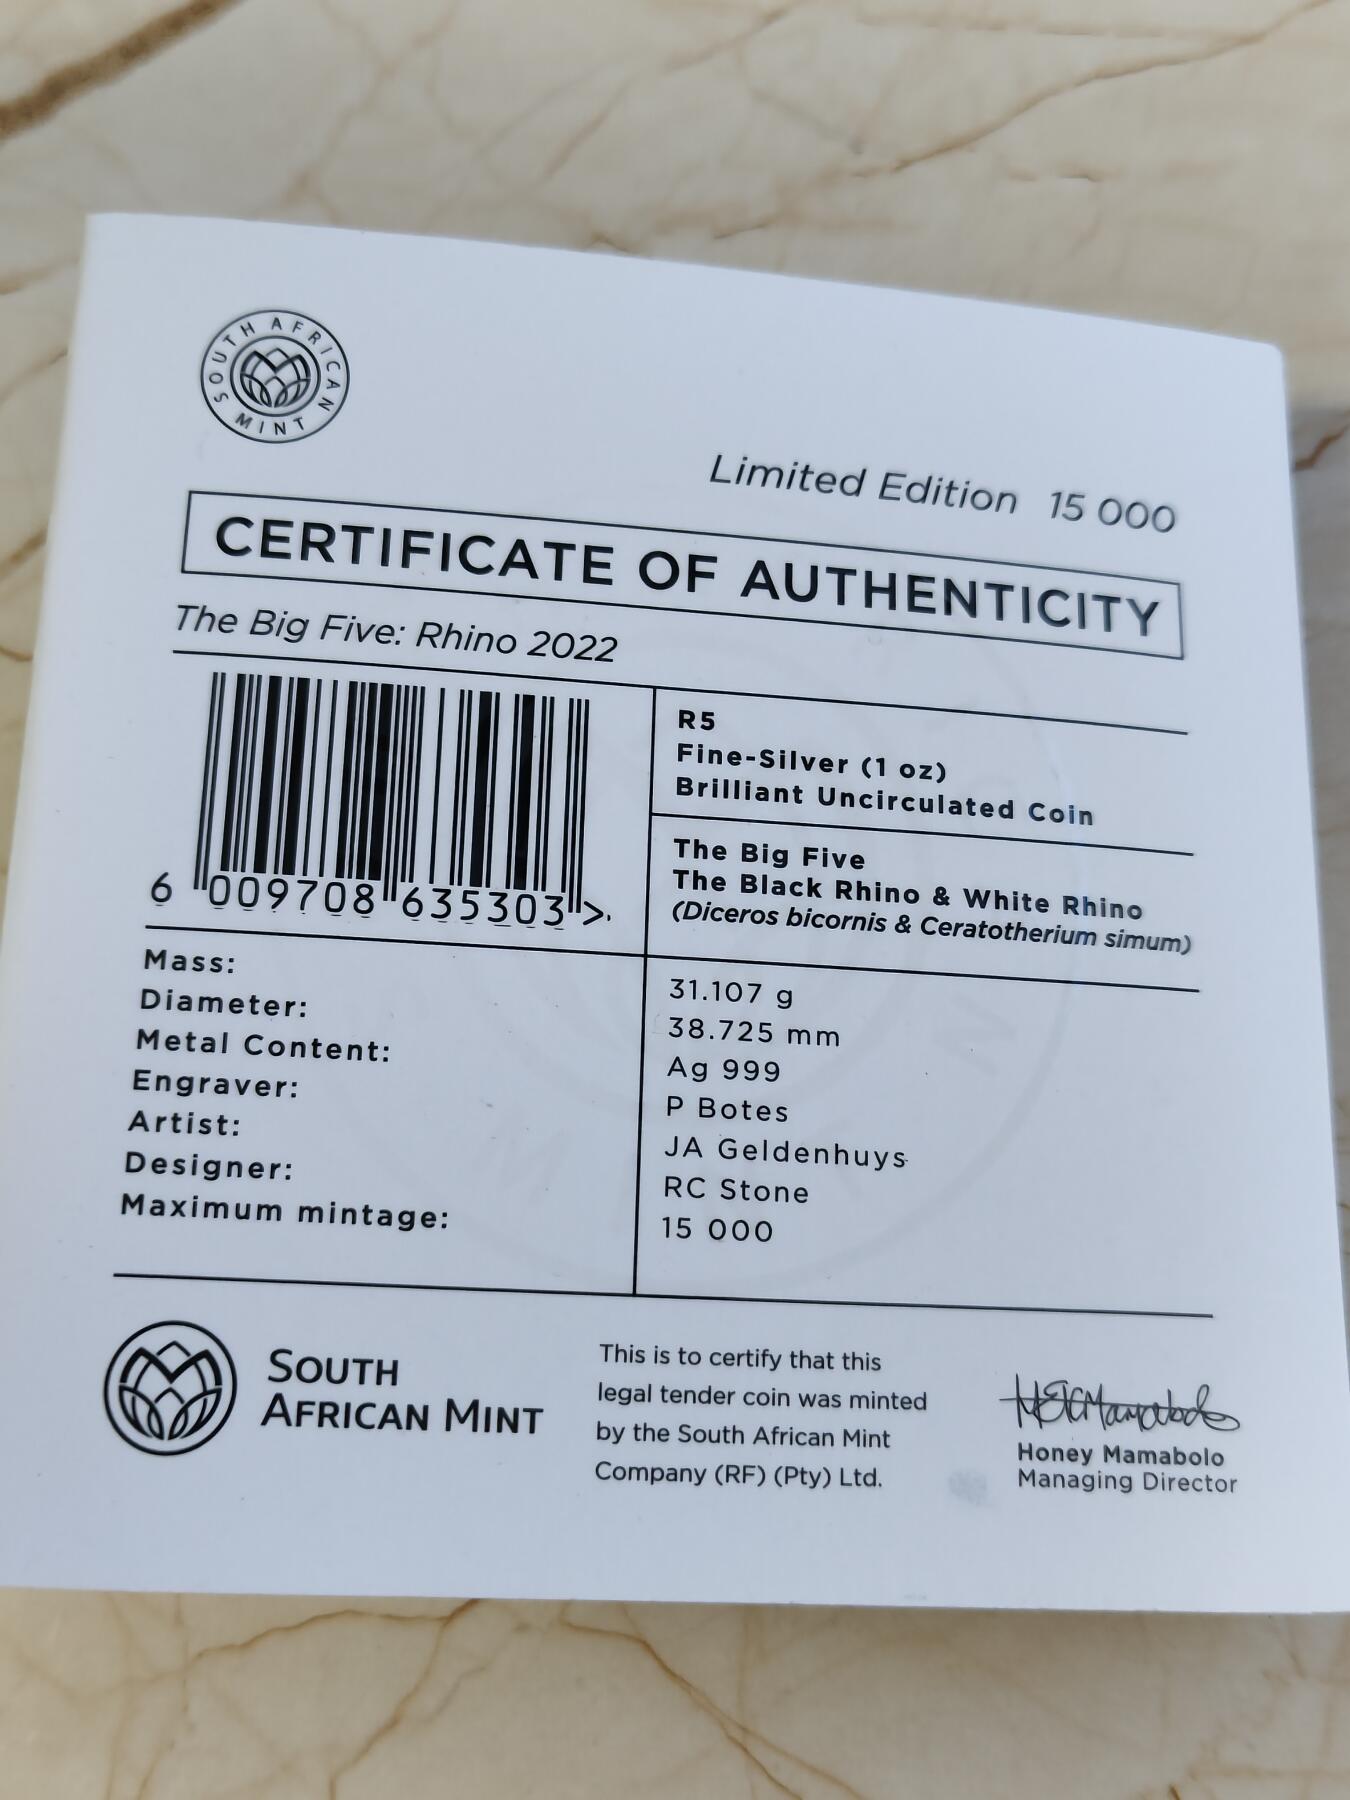 SOUTH AFRICAN MINT
Limited Edition 15 000
CERTIFICATE OF AUTHENTICITY
The Big Five: Rhino 2022
R5
Fine-Silver (1 oz)
Brilliant Uncirculated Coin
The Big Five
The Black Rhino & White Rhino
(Diceros bicornis & Ceratotherium simum)
6 009708 635303 >
Mass: 31.107 g
Diameter: 38.725 mm
Metal Content: Ag 999
Engraver: P Botes
Artist: JA Geldenhuys
Designer: RC Stone
Maximum mintage: 15 000
SOUTH
AFRICAN MINT
This is to certify that this
legal tender coin was minted
by the South African Mint
Company (RF) (Pty) Ltd.
Honey Mamabolo
Managing Director